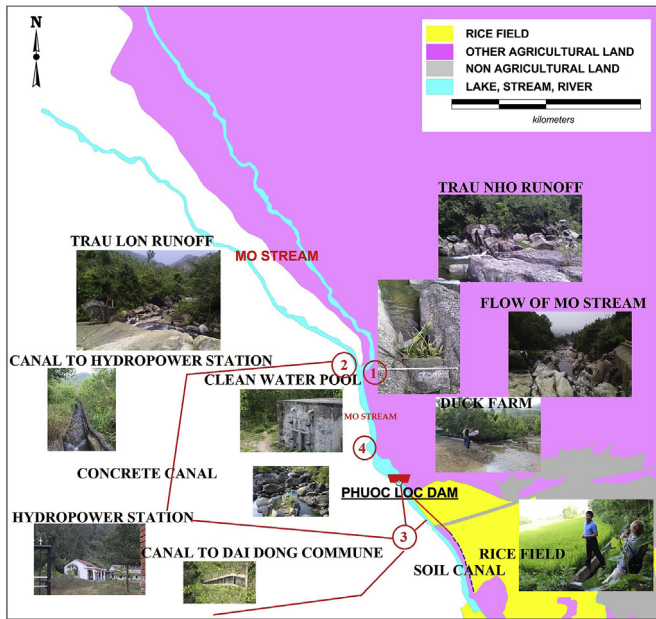 N
RICE FIELD
OTHER AGRICULTURAL LAND
NON AGRICULTURAL LAND
LAKE, STREAM, RIVER
kilometers
TRAU NHO RUNOFF
TRAU LON RUNOFF
MO STREAM
FLOW OF MO STREAM
CANAL TO HYDROPOWER STATION
2
1
CLEAN WATER POOL
DUCK FARM
MO STREAM
4
CONCRETE CANAL
PHUOC LOC DAM
HYDROPOWER STATION
3
CANAL TO DAI DONG COMMUNE
RICE FIELD
SOIL CANAL